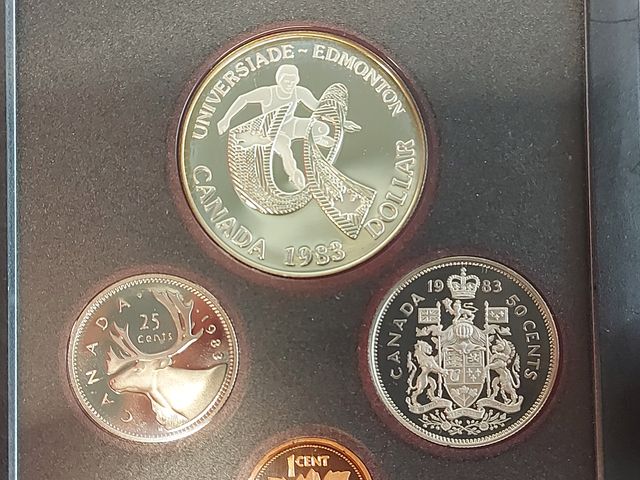 UNIVERSIADE ~ EDMONTON
CANADA 1983 DOLLAR
CANADA
25
cents
1983
1983
CANADA
50 CENTS
1 CENT